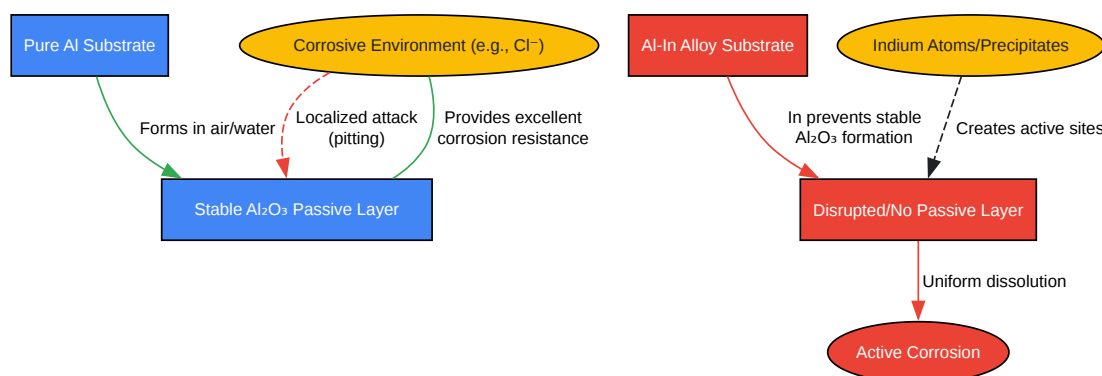 Pure Al Substrate
Corrosive Environment (e.g., Cl⁻)
Al-In Alloy Substrate
Indium Atoms/Precipitates
Forms in air/water
Localized attack
(pitting)
Provides excellent
corrosion resistance
In prevents stable
Al₂O₃ formation
Creates active sites
Stable Al₂O₃ Passive Layer
Disrupted/No Passive Layer
Uniform dissolution
Active Corrosion